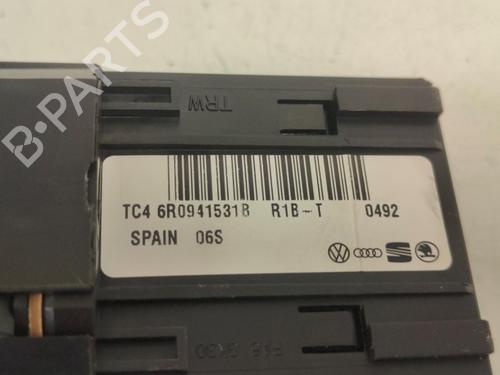 B·PARTS
TRW
TC4 6R0941531B R1B-T 0492
SPAIN 06S